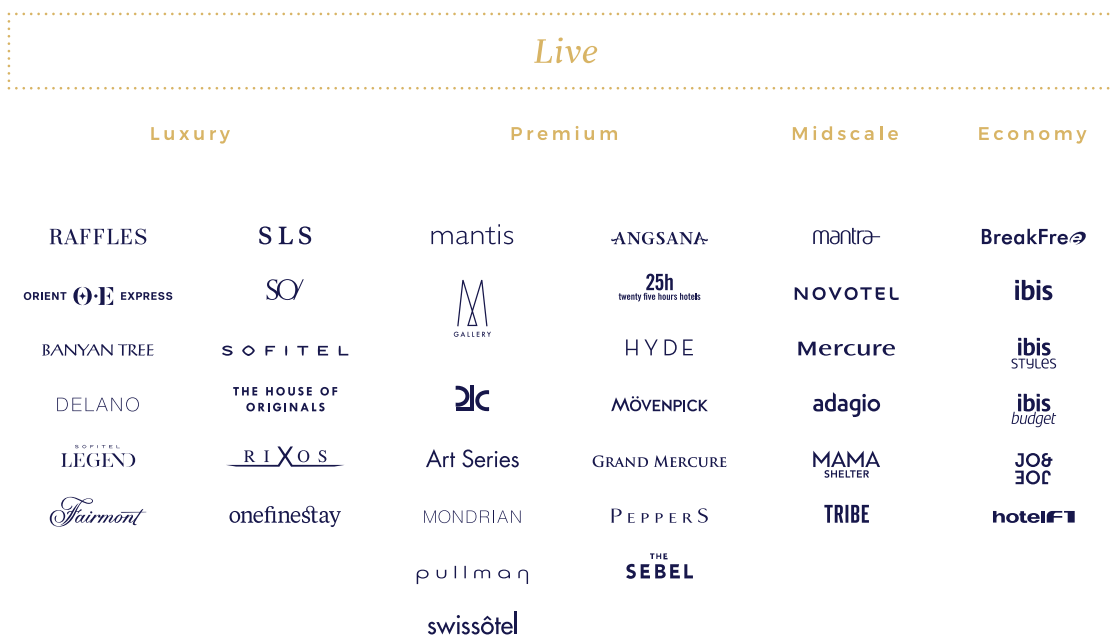 Live
Luxury
Premium
Midscale
Economy
RAFFLES
ORIENT O·E EXPRESS
BANYAN TREE
DELANO
SOFITEL
LEGEND
Fairmont
SLS
SO/
SOFITEL
THE HOUSE OF
ORIGINALS
RIXOS
onefinestay
mantis
M
GALLERY
21c
Art Series
MONDRIAN
pullman
swissôtel
ANGSANA
25h
twenty five hours hotels
HYDE
MÖVENPICK
GRAND MERCURE
PEPPERS
THE
SEBEL
mantra
NOVOTEL
Mercure
adagio
MAMA
SHELTER
TRIBE
BreakFree
ibis
ibis
STYLES
ibis
budget
JO&
JOE
hotelF1